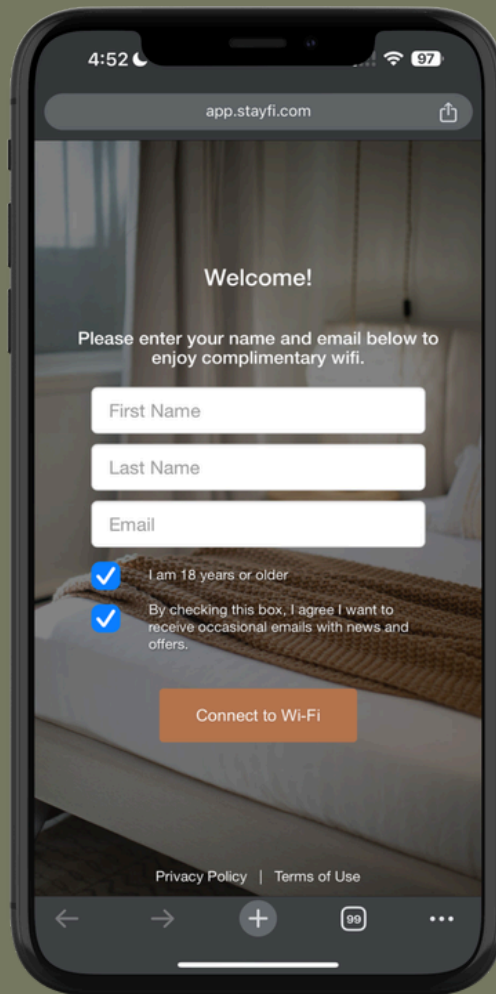 4:52
97
app.stayfi.com
Welcome!
Please enter your name and email below to
enjoy complimentary wifi.
First Name
Last Name
Email
I am 18 years or older
By checking this box, I agree I want to
receive occasional emails with news and
offers.
Connect to Wi-Fi
Privacy Policy | Terms of Use
99